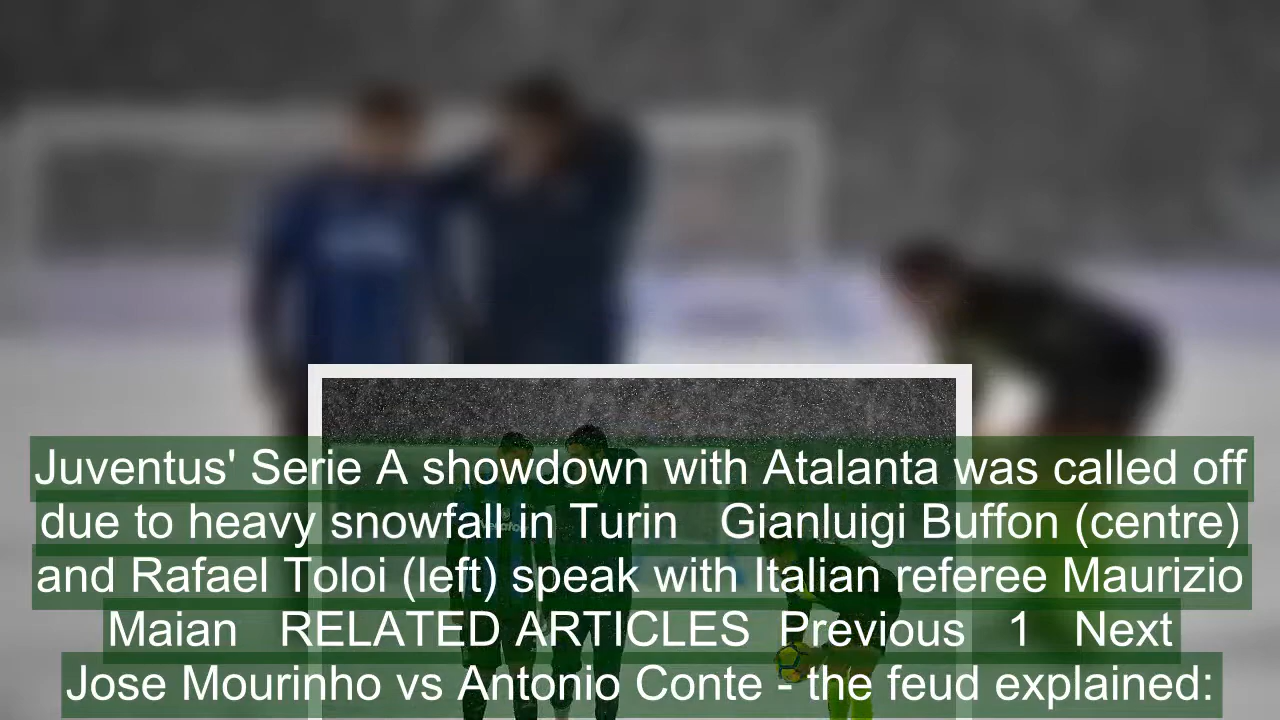 Juventus' Serie A showdown with Atalanta was called off
due to heavy snowfall in Turin Gianluigi Buffon (centre)
and Rafael Toloi (left) speak with Italian referee Maurizio
Maian RELATED ARTICLES Previous 1 Next
Jose Mourinho vs Antonio Conte - the feud explained: